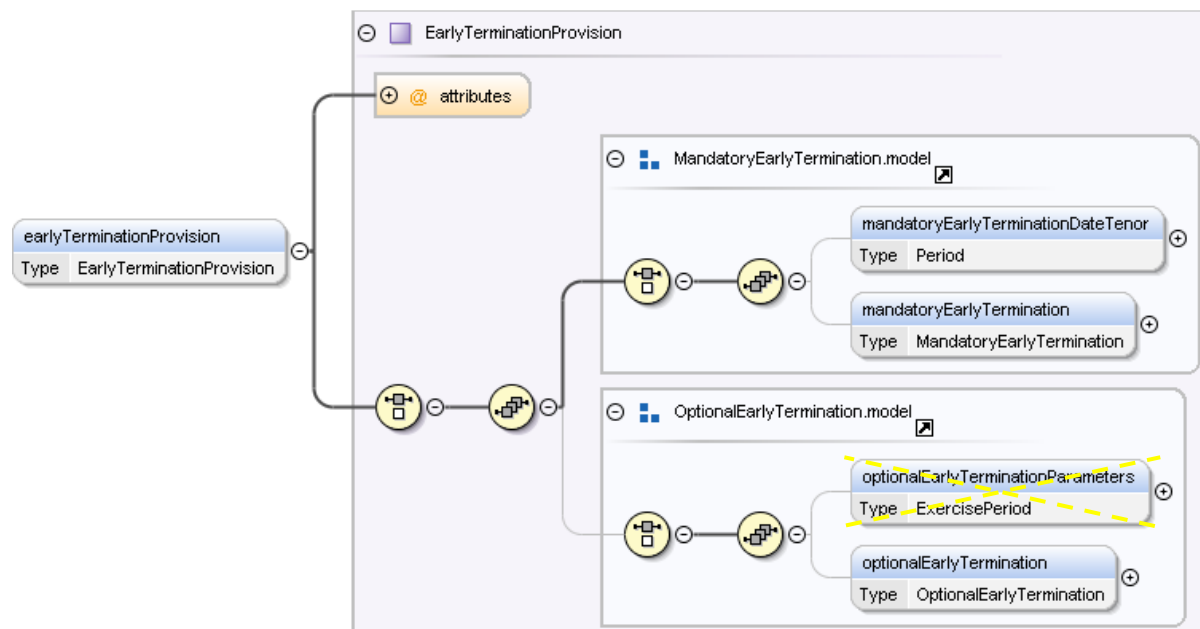 EarlyTerminationProvision
@ attributes
MandatoryEarlyTermination.model
mandatoryEarlyTerminationDateTenor
Type Period
earlyTerminationProvision
Type EarlyTerminationProvision
mandatoryEarlyTermination
Type MandatoryEarlyTermination
OptionalEarlyTermination.model
optionalEarlyTerminationParameters
Type ExercisePeriod
optionalEarlyTermination
Type OptionalEarlyTermination